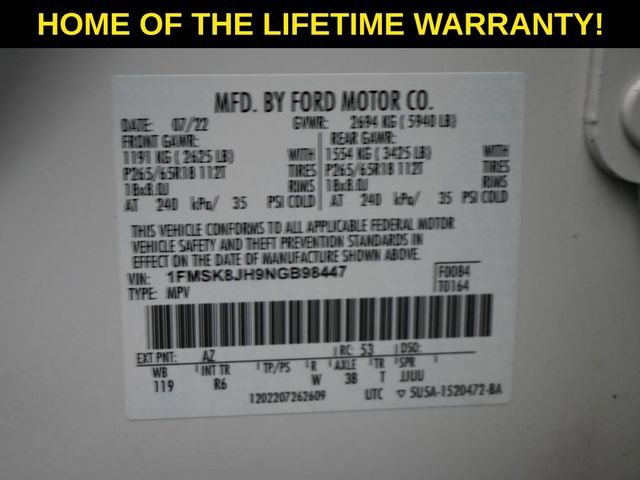 HOME OF THE LIFETIME WARRANTY!
MFD. BY FORD MOTOR CO.
DATE: 07/22 GVWR: 2694 KG ( 5940 LB)
FRONT GAWR: REAR GAWR:
1191 KG ( 2625 LB) WITH 1554 KG ( 3425 LB) WITH
P265/65R18 112T TIRES P265/65R18 112T TIRES
18x8.0J RIMS 18x8.0J RIMS
AT 240 kPa/ 35 PSI COLD AT 240 kPa/ 35 PSI COLD
THIS VEHICLE CONFORMS TO ALL APPLICABLE FEDERAL MOTOR
VEHICLE SAFETY AND THEFT PREVENTION STANDARDS IN
EFFECT ON THE DATE OF MANUFACTURE SHOWN ABOVE.
VIN: 1FMSK8JH9NGB98447 F0084
TYPE: MPV T0164
EXT PNT: AZ RC: 53 DSO:
WB INT TR TP/PS R AXLE TR SPR
119 R6 W 3B T JJUU
1202207262609 UTC ▽ SU5A-1520472-BA